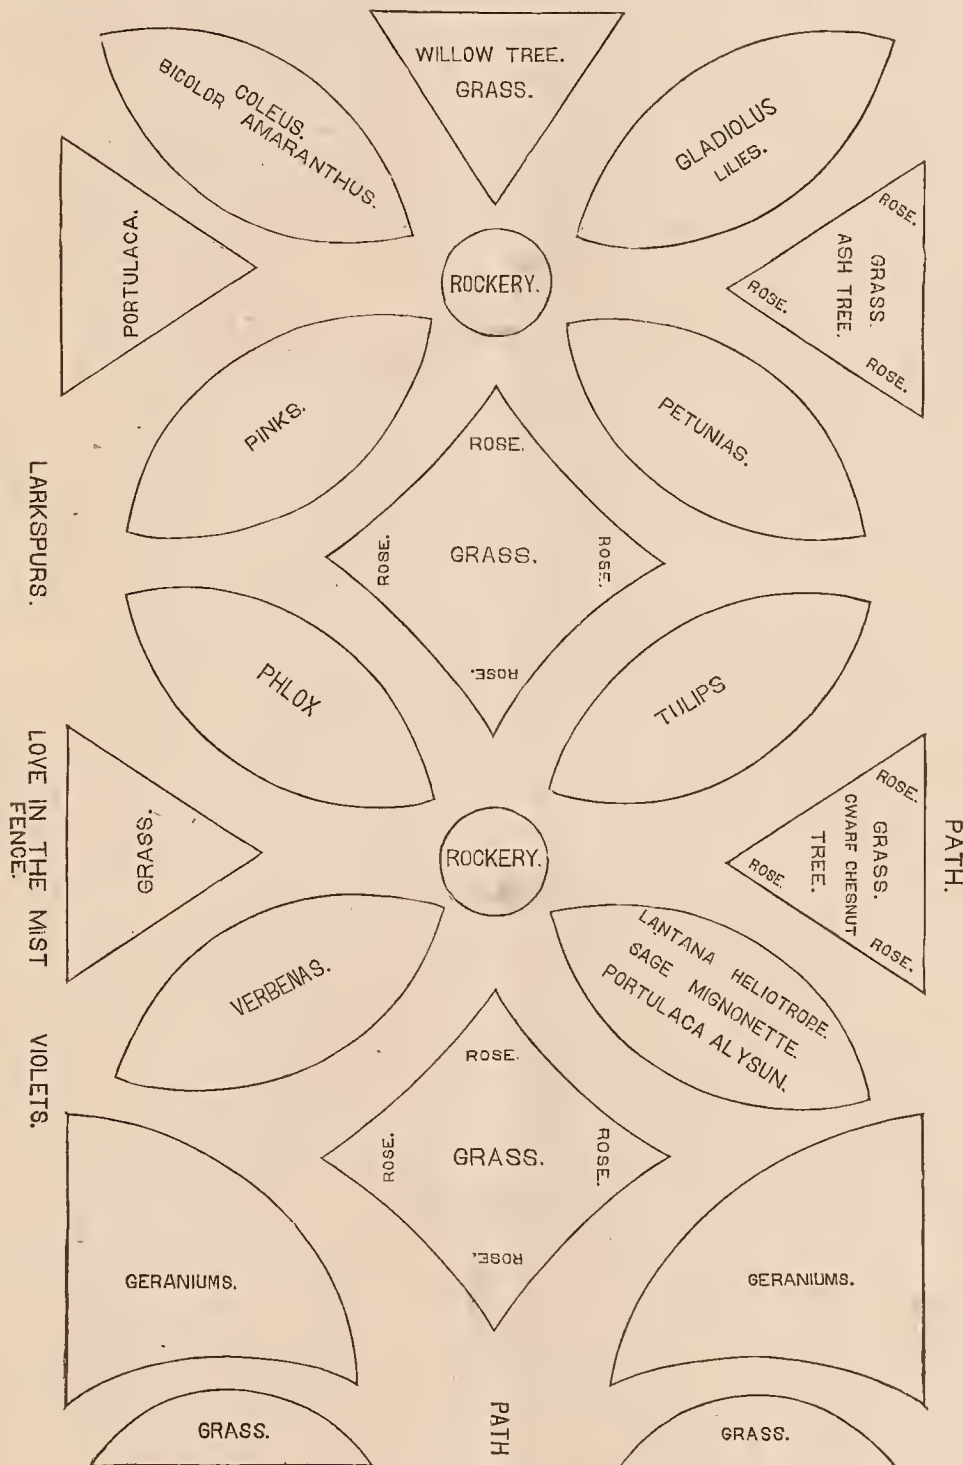 WILLOW TREE.
GRASS.
BICOLOR COLEUS.
AMARANTHUS.
GLADIOLUS
LILIES.
PORTULACA.
ROCKERY.
ROSE.
GRASS.
ASH TREE.
ROSE.
ROSE.
PINKS.
PETUNIAS.
LARKSPURS.
ROSE.
ROSE.
GRASS.
ROSE.
ROSE.
PHLOX
TULIPS
LOVE IN THE MIST
FENCE.
GRASS.
ROCKERY.
ROSE.
GRASS.
CWARF CHESNUT
TREE.
ROSE.
ROSE.
PATH.
VERBENAS.
LANTANA HELIOTROPE.
SAGE MIGNONETTE.
PORTULACA ALYSUN.
VIOLETS.
ROSE.
ROSE.
GRASS.
ROSE.
ROSE.
GERANIUMS.
GERANIUMS.
GRASS.
PATH
GRASS.